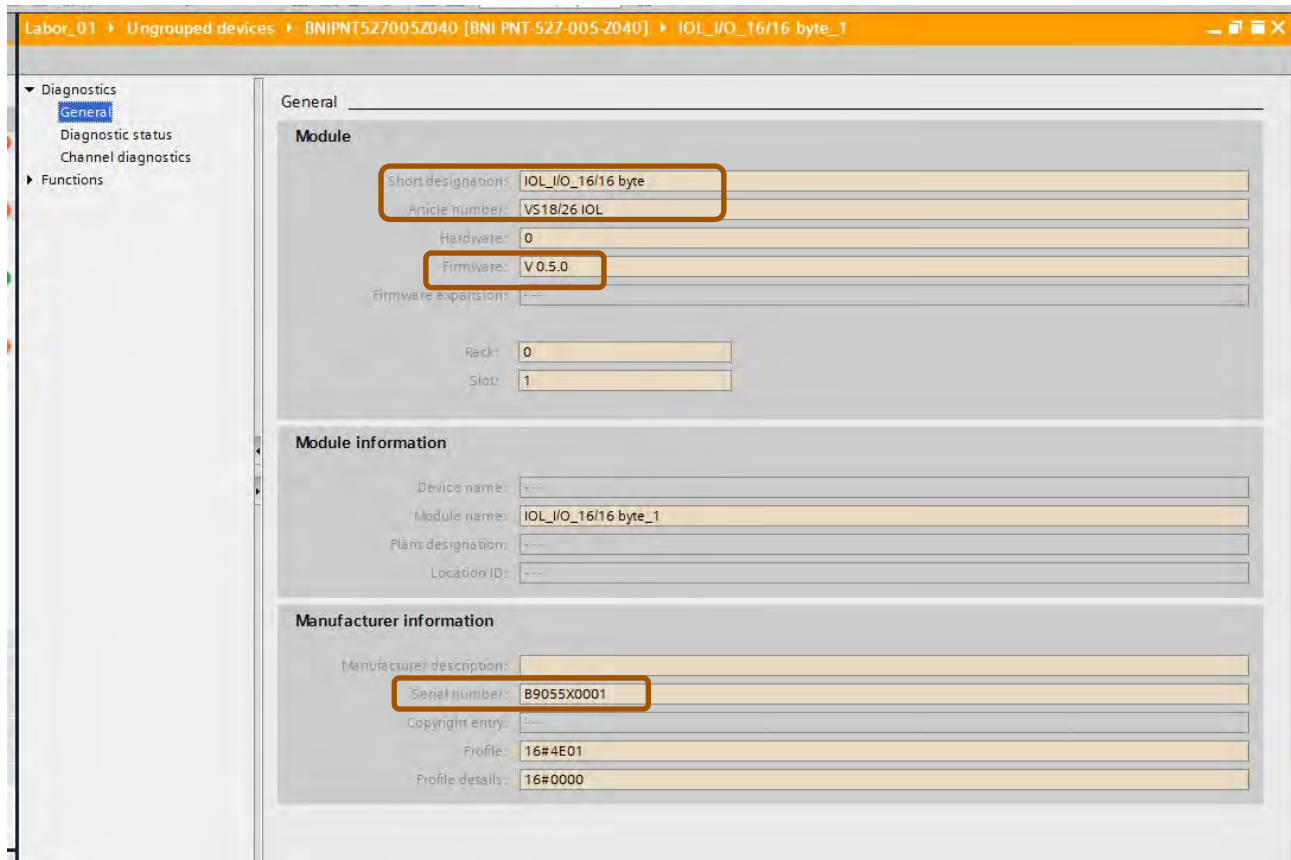 Labor_01 ▸ Ungrouped devices ▸ BNIPNT527005Z040 [BNI PNT-527-005-Z040] ▸ IOL_I/O_16/16 byte_1
Diagnostics
General
Diagnostic status
Channel diagnostics
Functions
General
Module
Short designation: IOL_I/O_16/16 byte
Article number: VS18/26 IOL
Hardware: 0
Firmware: V 0.5.0
Firmware expansion: ---
Rack: 0
Slot: 1
Module information
Device name: ---
Module name: IOL_I/O_16/16 byte_1
Plant designation: ---
Location ID: ---
Manufacturer information
Manufacturer description:
Serial number: B9055X0001
Copyright entry: ---
Profile: 16#4E01
Profile details: 16#0000